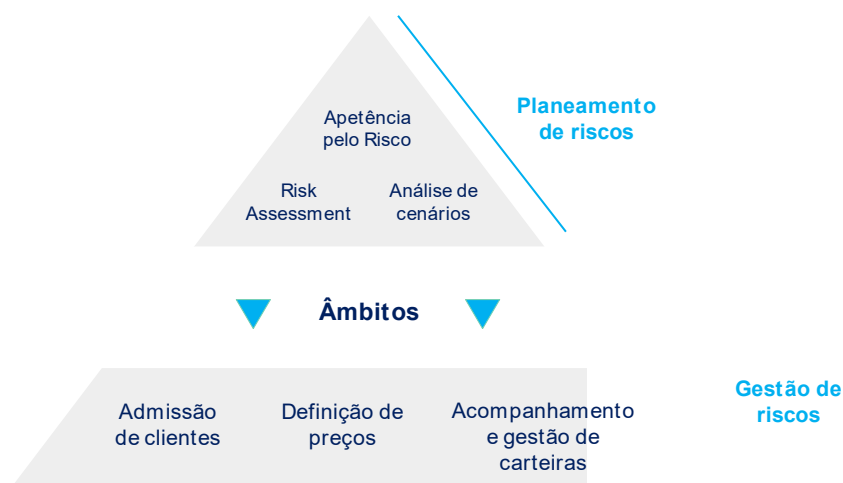 Apetência
pelo Risco
Planeamento
de riscos
Risk
Assessment
Análise de
cenários
Âmbitos
Admissão
de clientes
Definição de
preços
Acompanhamento
e gestão de
carteiras
Gestão de
riscos